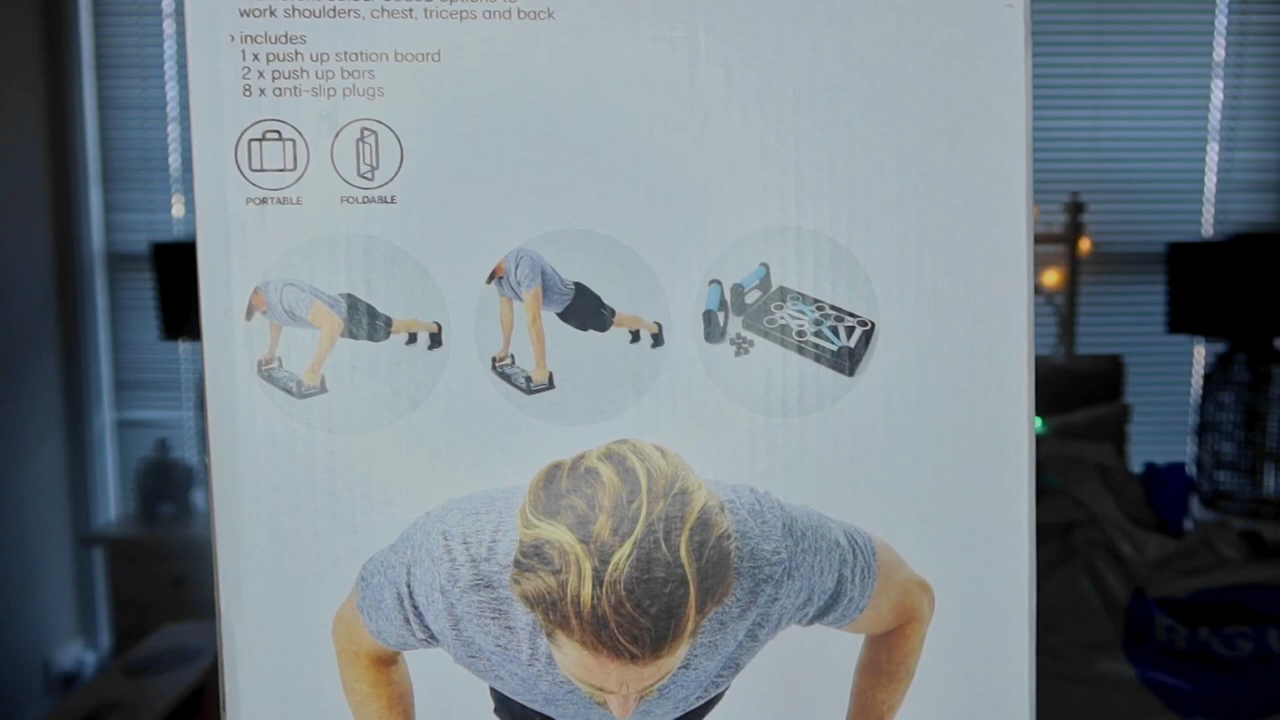 work shoulders, chest, triceps and back
› includes
1 x push up station board
2 x push up bars
8 x anti-slip plugs
PORTABLE
FOLDABLE